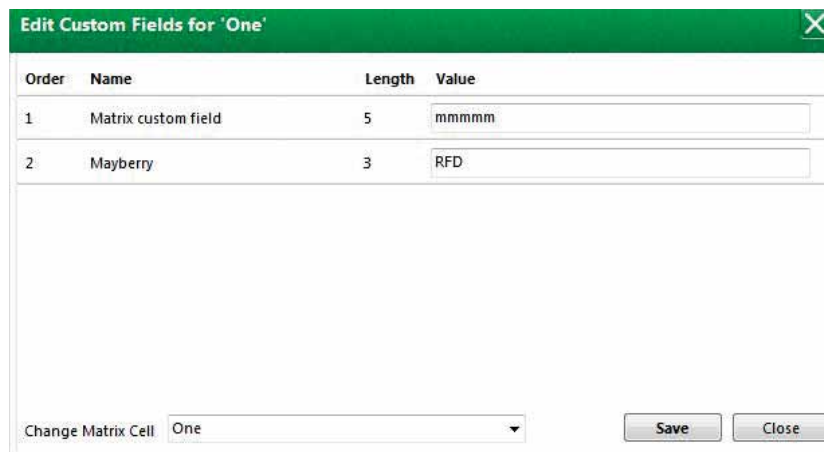 Edit Custom Fields for 'One'
Order Name Length Value
1 Matrix custom field 5 mmmmm
2 Mayberry 3 RFD
Change Matrix Cell One Save Close